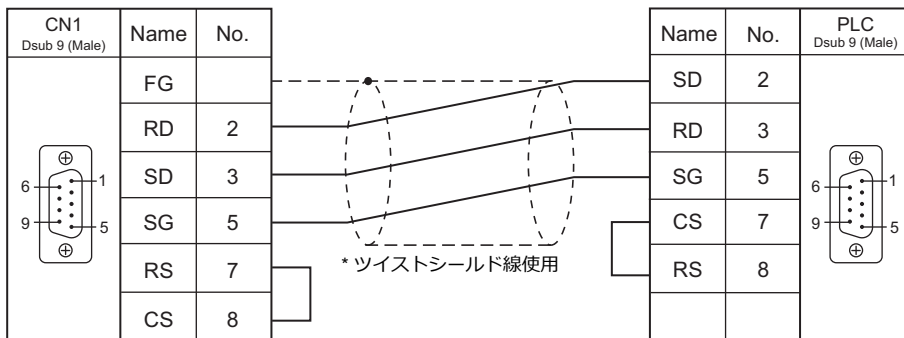 CN1
Dsub 9 (Male)
Name No.
FG
RD 2
SD 3
SG 5
RS 7
CS 8
6
1
9
5
* ツイストシールド線使用
Name No.
PLC
Dsub 9 (Male)
SD 2
RD 3
SG 5
CS 7
RS 8
6
1
9
5